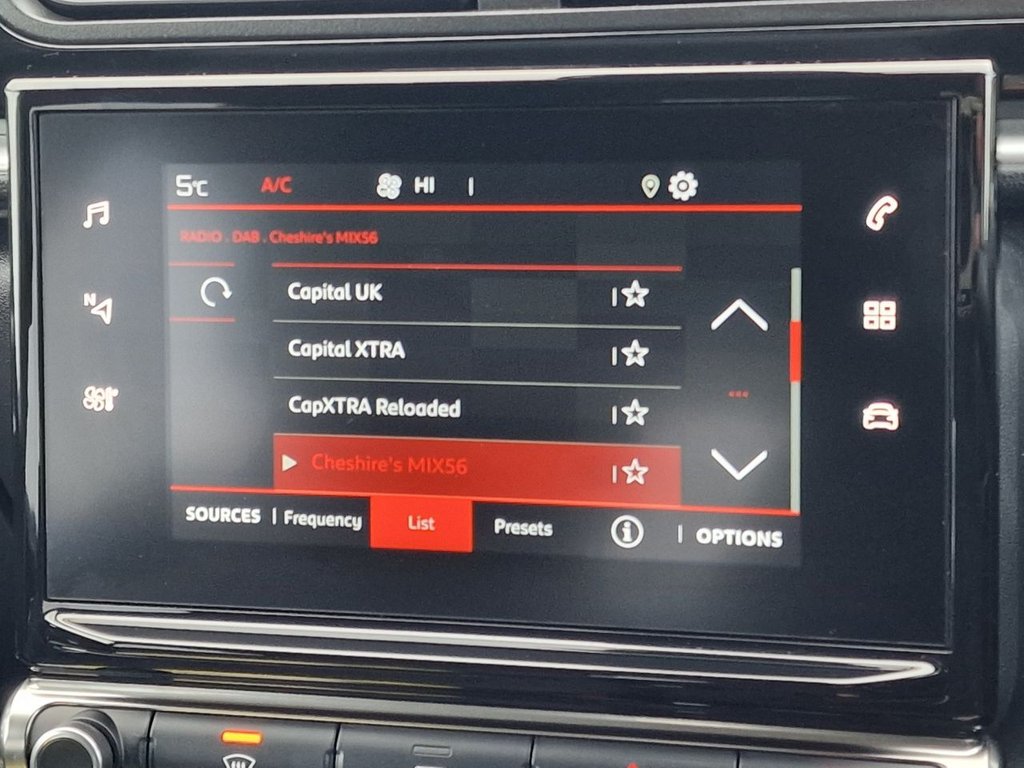 5°C A/C HI
N
RADIO . DAB . Cheshire's MIX56
Capital UK
Capital XTRA
CapXTRA Reloaded
Cheshire's MIX56
SOURCES Frequency List Presets OPTIONS